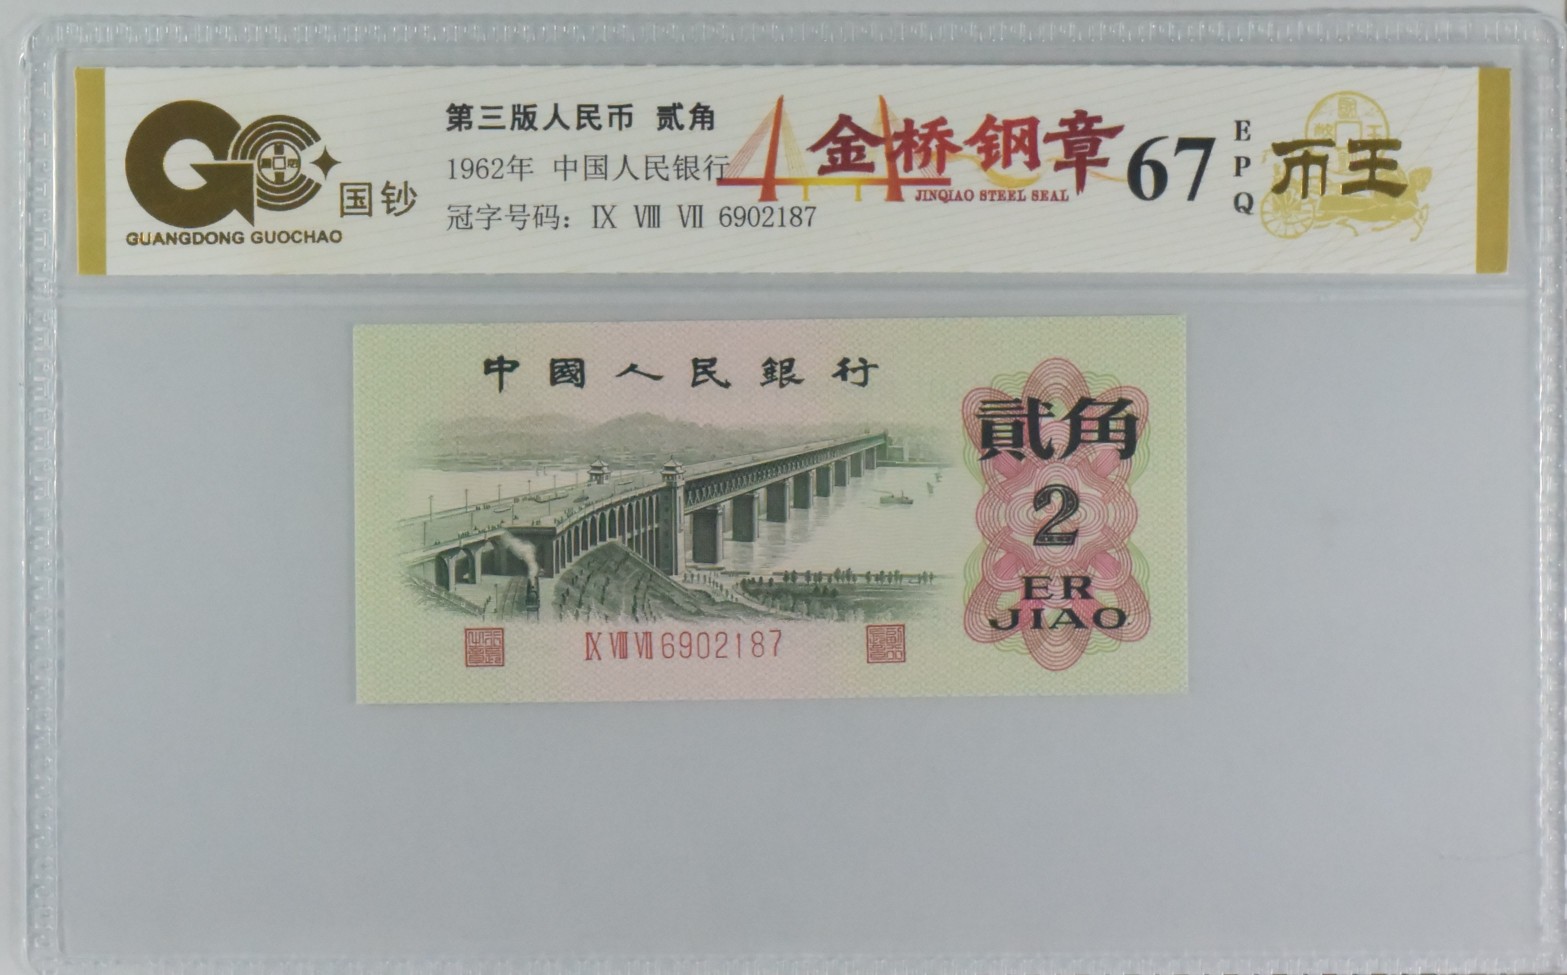 国钞
GUANGDONG GUOCHAO
第三版人民币 贰角
1962年 中国人民银行
冠字号码：Ⅸ Ⅷ Ⅶ 6902187
金桥钢章
JINQIAO STEEL SEAL
67
E
P
Q
币王
中國人民銀行
貳角
2
ER
JIAO
Ⅸ Ⅷ Ⅶ 6902187